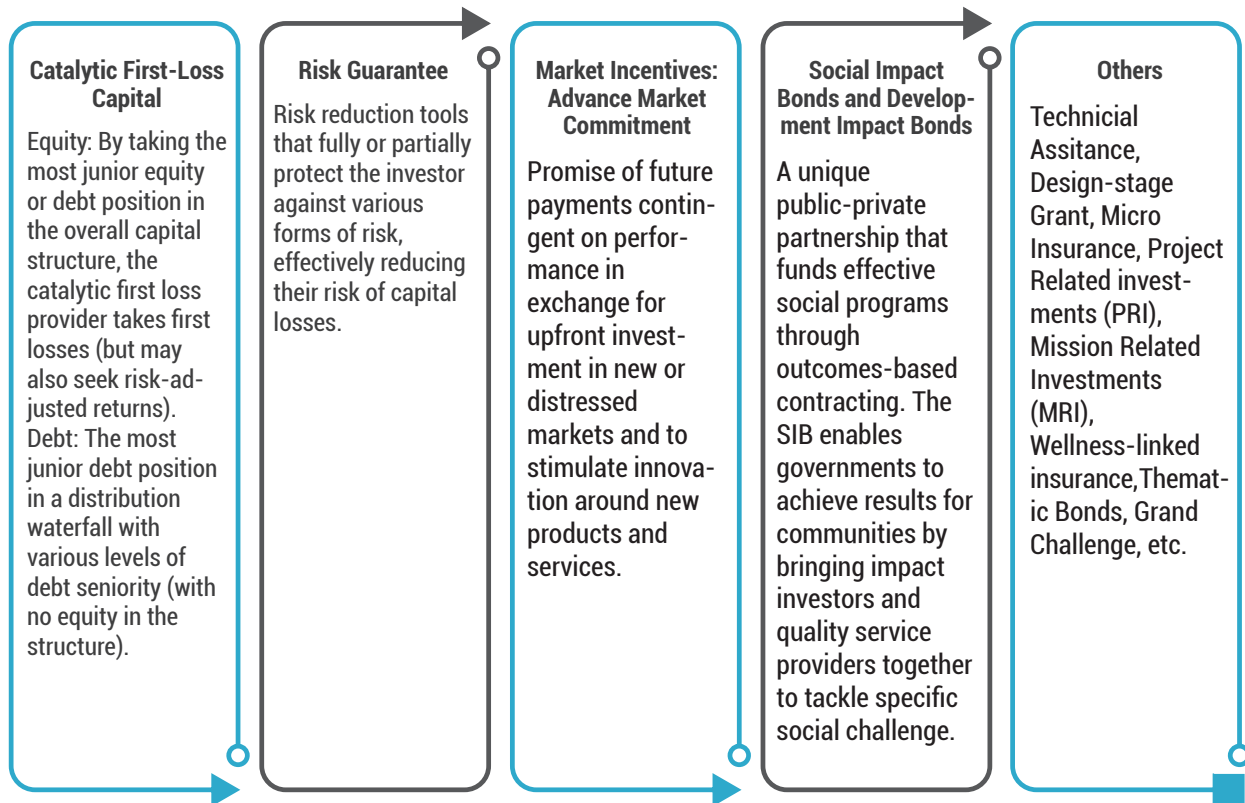 Catalytic First-Loss
Capital
Equity: By taking the
most junior equity
or debt position in
the overall capital
structure, the
catalytic first loss
provider takes first
losses (but may
also seek risk-ad-
justed returns).
Debt: The most
junior debt position
in a distribution
waterfall with
various levels of
debt seniority (with
no equity in the
structure).
Risk Guarantee
Risk reduction tools
that fully or partially
protect the investor
against various
forms of risk,
effectively reducing
their risk of capital
losses.
Market Incentives:
Advance Market
Commitment
Promise of future
payments contin-
gent on perfor-
mance in
exchange for
upfront invest-
ment in new or
distressed
markets and to
stimulate innova-
tion around new
products and
services.
Social Impact
Bonds and Develop-
ment Impact Bonds
A unique
public-private
partnership that
funds effective
social programs
through
outcomes-based
contracting. The
SIB enables
governments to
achieve results for
communities by
bringing impact
investors and
quality service
providers together
to tackle specific
social challenge.
Others
Technicial
Assitance,
Design-stage
Grant, Micro
Insurance, Project
Related invest-
ments (PRI),
Mission Related
Investments
(MRI),
Wellness-linked
insurance,Themat-
ic Bonds, Grand
Challenge, etc.